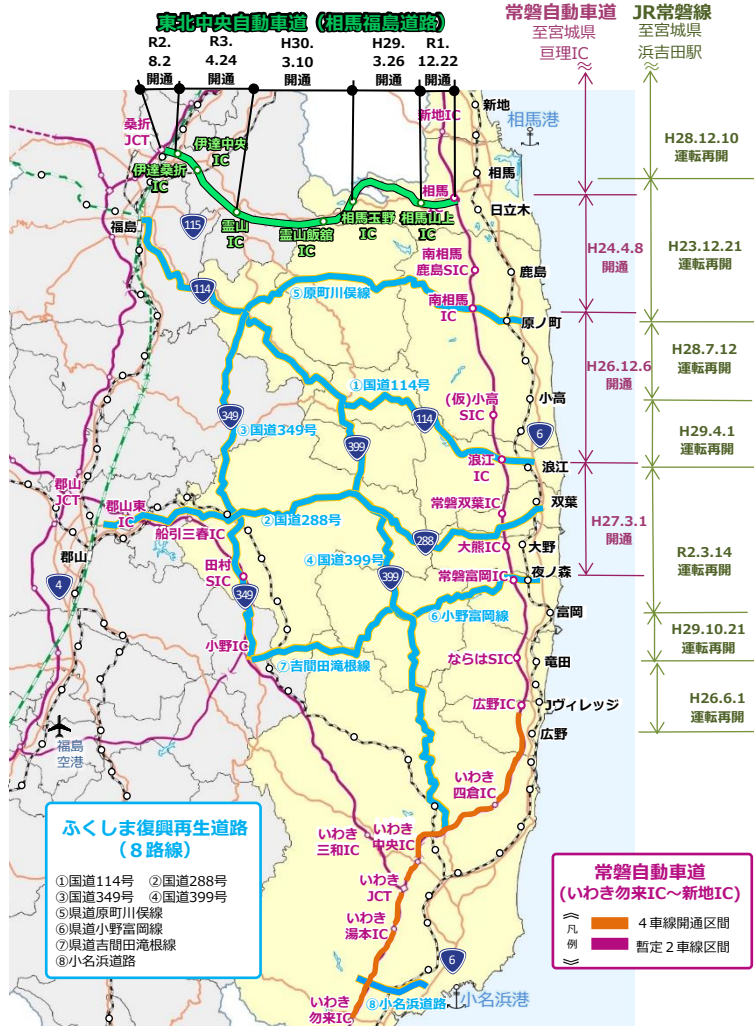 東北中央自動車道（相馬福島道路）
常磐自動車道
JR常磐線
至宮城県
亘理IC
至宮城県
浜吉田駅
R2.
8.2
開通
R3.
4.24
開通
H30.
3.10
開通
H29.
3.26
開通
R1.
12.22
開通
桑折
JCT
伊達中央
IC
伊達桑折
IC
福島
115
霊山
IC
霊山飯舘
IC
相馬玉野
IC
相馬山上
IC
相馬
新地IC
新地
相馬港
相馬
日立木
H28.12.10
運転再開
H24.4.8
開通
H23.12.21
運転再開
南相馬
鹿島SIC
鹿島
114
⑤原町川俣線
南相馬
IC
原ノ町
H26.12.6
開通
H28.7.12
運転再開
①国道114号
(仮)小高
SIC
小高
349
③国道349号
114
399
6
H29.4.1
運転再開
浪江
IC
浪江
郡山
JCT
郡山東
IC
船引三春IC
②国道288号
常磐双葉IC
双葉
H27.3.1
開通
郡山
4
④国道399号
288
大熊IC
大野
R2.3.14
運転再開
田村
SIC
399
常磐富岡IC
夜ノ森
349
⑥小野富岡線
富岡
小野IC
⑦吉間田滝根線
ならはSIC
竜田
H29.10.21
運転再開
広野IC
Jヴィレッジ
広野
H26.6.1
運転再開
福島
空港
いわき
四倉IC
いわき
三和IC
いわき
中央IC
いわき
JCT
いわき
湯本IC
6
⑧小名浜道路
小名浜港
いわき
勿来IC
ふくしま復興再生道路
（８路線）
①国道114号　②国道288号
③国道349号　④国道399号
⑤県道原町川俣線
⑥県道小野富岡線
⑦県道吉間田滝根線
⑧小名浜道路
常磐自動車道
(いわき勿来IC～新地IC)
《凡例》
４車線開通区間
暫定２車線区間